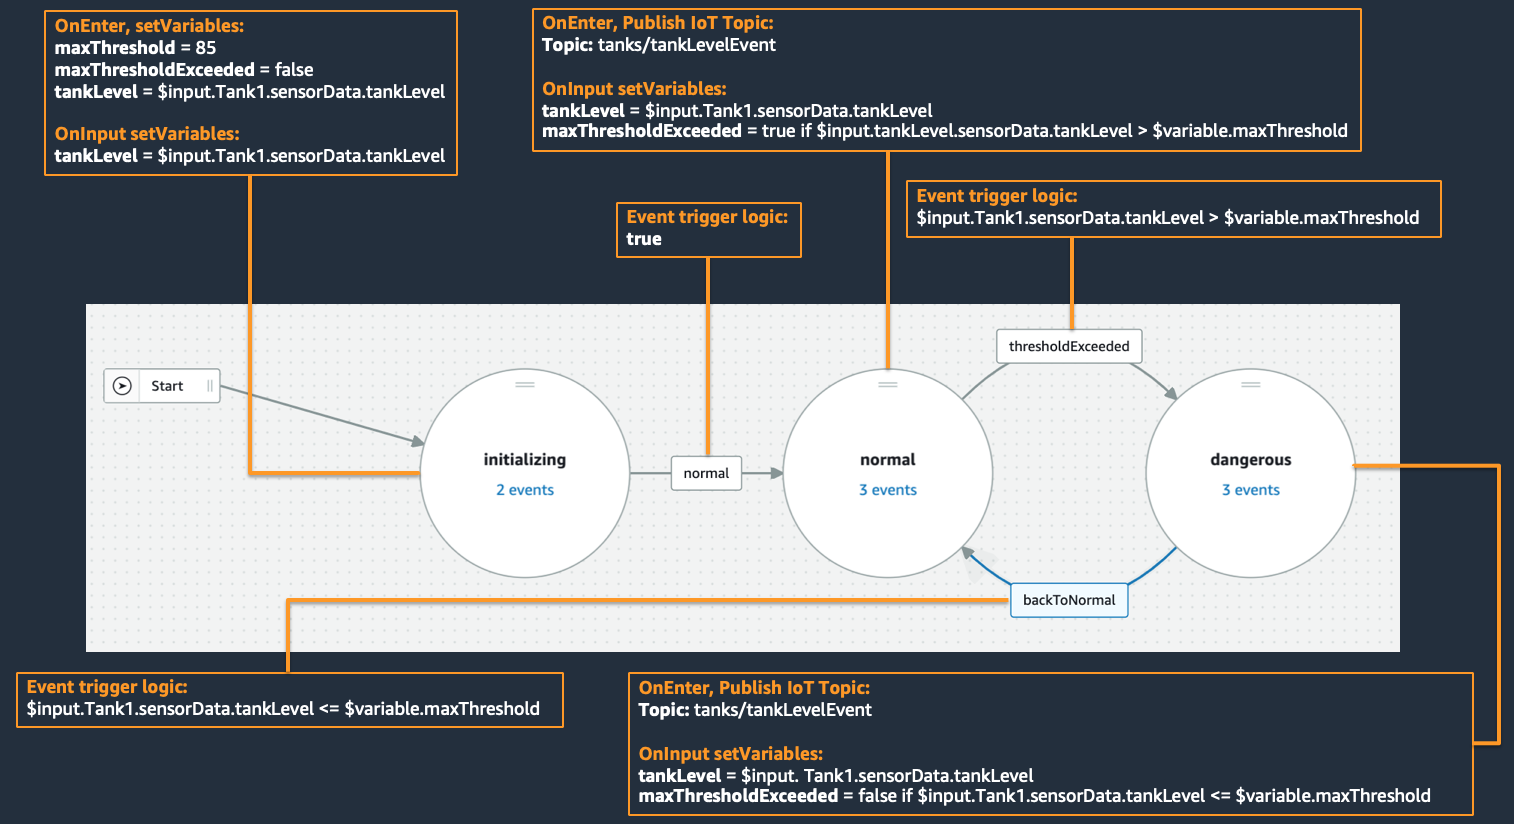 OnEnter, setVariables:
maxThreshold = 85
maxThresholdExceeded = false
tankLevel = $input.Tank1.sensorData.tankLevel
OnInput setVariables:
tankLevel = $input.Tank1.sensorData.tankLevel
OnEnter, Publish IoT Topic:
Topic: tanks/tankLevelEvent
OnInput setVariables:
tankLevel = $input.Tank1.sensorData.tankLevel
maxThresholdExceeded = true if $input.tankLevel.sensorData.tankLevel > $variable.maxThreshold
Event trigger logic:
true
Event trigger logic:
$input.Tank1.sensorData.tankLevel > $variable.maxThreshold
thresholdExceeded
Start
initializing
2 events
normal
normal
3 events
dangerous
3 events
backToNormal
Event trigger logic:
$input.Tank1.sensorData.tankLevel <= $variable.maxThreshold
OnEnter, Publish IoT Topic:
Topic: tanks/tankLevelEvent
OnInput setVariables:
tankLevel = $input. Tank1.sensorData.tankLevel
maxThresholdExceeded = false if $input.Tank1.sensorData.tankLevel <= $variable.maxThreshold